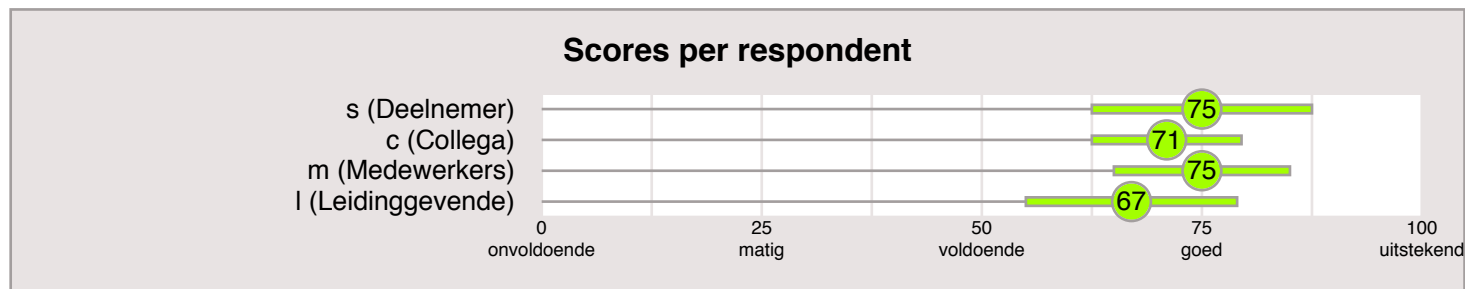 Scores per respondent
s (Deelnemer)
75
c (Collega)
71
m (Medewerkers)
75
l (Leidinggevende)
67
0 25 50 75 100
onvoldoende matig voldoende goed uitstekend